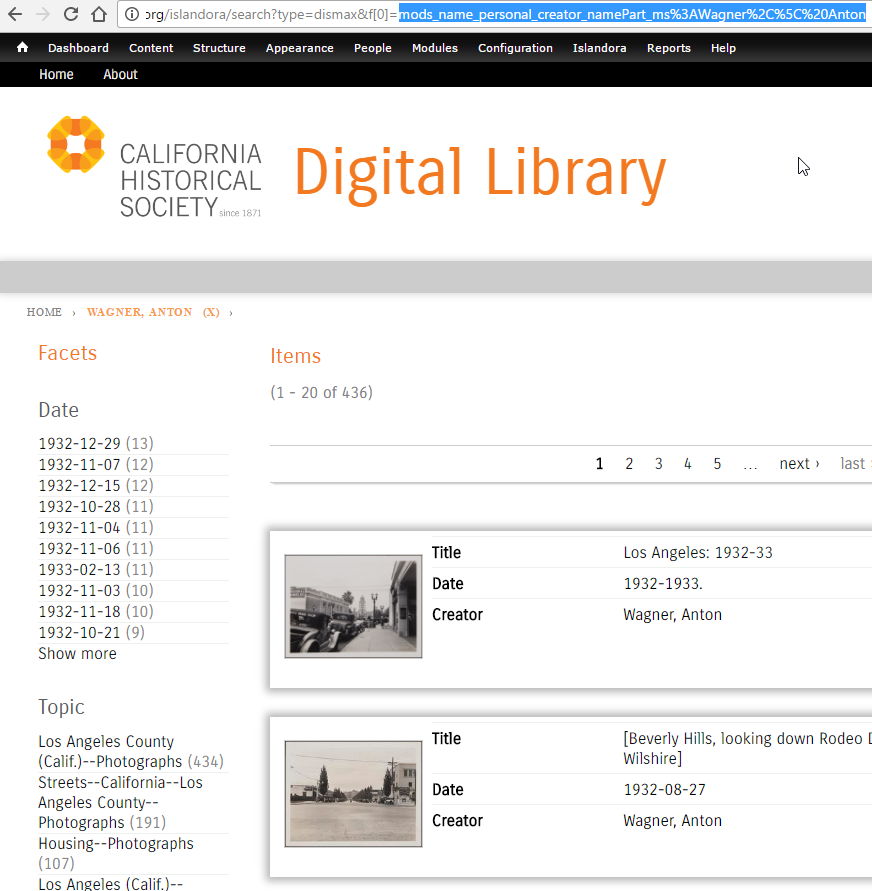 org/islandora/search?type=dismax&f[0]=mods_name_personal_creator_namePart_ms%3AWagner%2C%5C%20Anton
Dashboard Content Structure Appearance People Modules Configuration Islandora Reports Help
Home About
CALIFORNIA
HISTORICAL
SOCIETY since 1871
Digital Library
HOME › WAGNER, ANTON (X) ›
Facets
Date
1932-12-29 (13)
1932-11-07 (12)
1932-12-15 (12)
1932-10-28 (11)
1932-11-04 (11)
1932-11-06 (11)
1933-02-13 (11)
1932-11-03 (10)
1932-11-18 (10)
1932-10-21 (9)
Show more
Topic
Los Angeles County
(Calif.)--Photographs (434)
Streets--California--Los
Angeles County--
Photographs (191)
Housing--Photographs
(107)
Los Angeles (Calif.)--
Items
(1 - 20 of 436)
1 2 3 4 5 … next › last
Title Los Angeles: 1932-33
Date 1932-1933.
Creator Wagner, Anton
Title [Beverly Hills, looking down Rodeo
Wilshire]
Date 1932-08-27
Creator Wagner, Anton